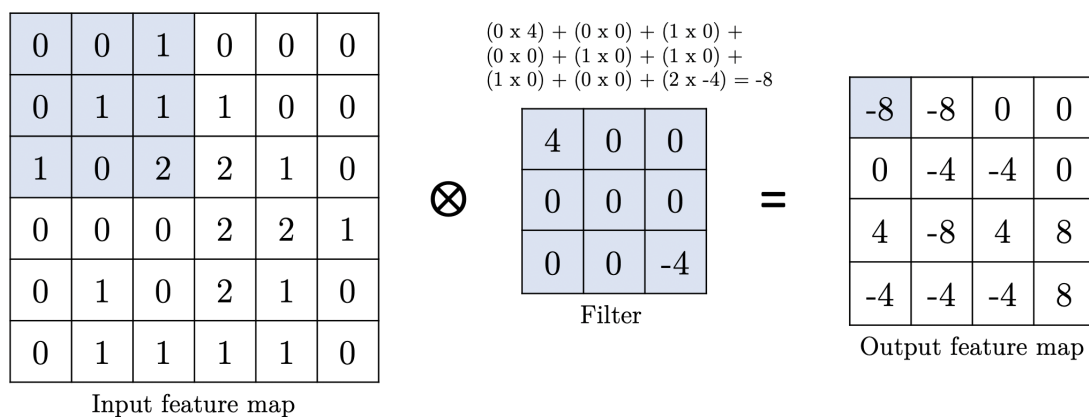 (0 x 4) + (0 x 0) + (1 x 0) +
(0 x 0) + (1 x 0) + (1 x 0) +
(1 x 0) + (0 x 0) + (2 x -4) = -8
0 0 1 0 0 0
0 1 1 1 0 0
1 0 2 2 1 0
0 0 0 2 2 1
0 1 0 2 1 0
0 1 1 1 1 0
Input feature map
⊗
4 0 0
0 0 0
0 0 -4
Filter
=
-8 -8 0 0
0 -4 -4 0
4 -8 4 8
-4 -4 -4 8
Output feature map